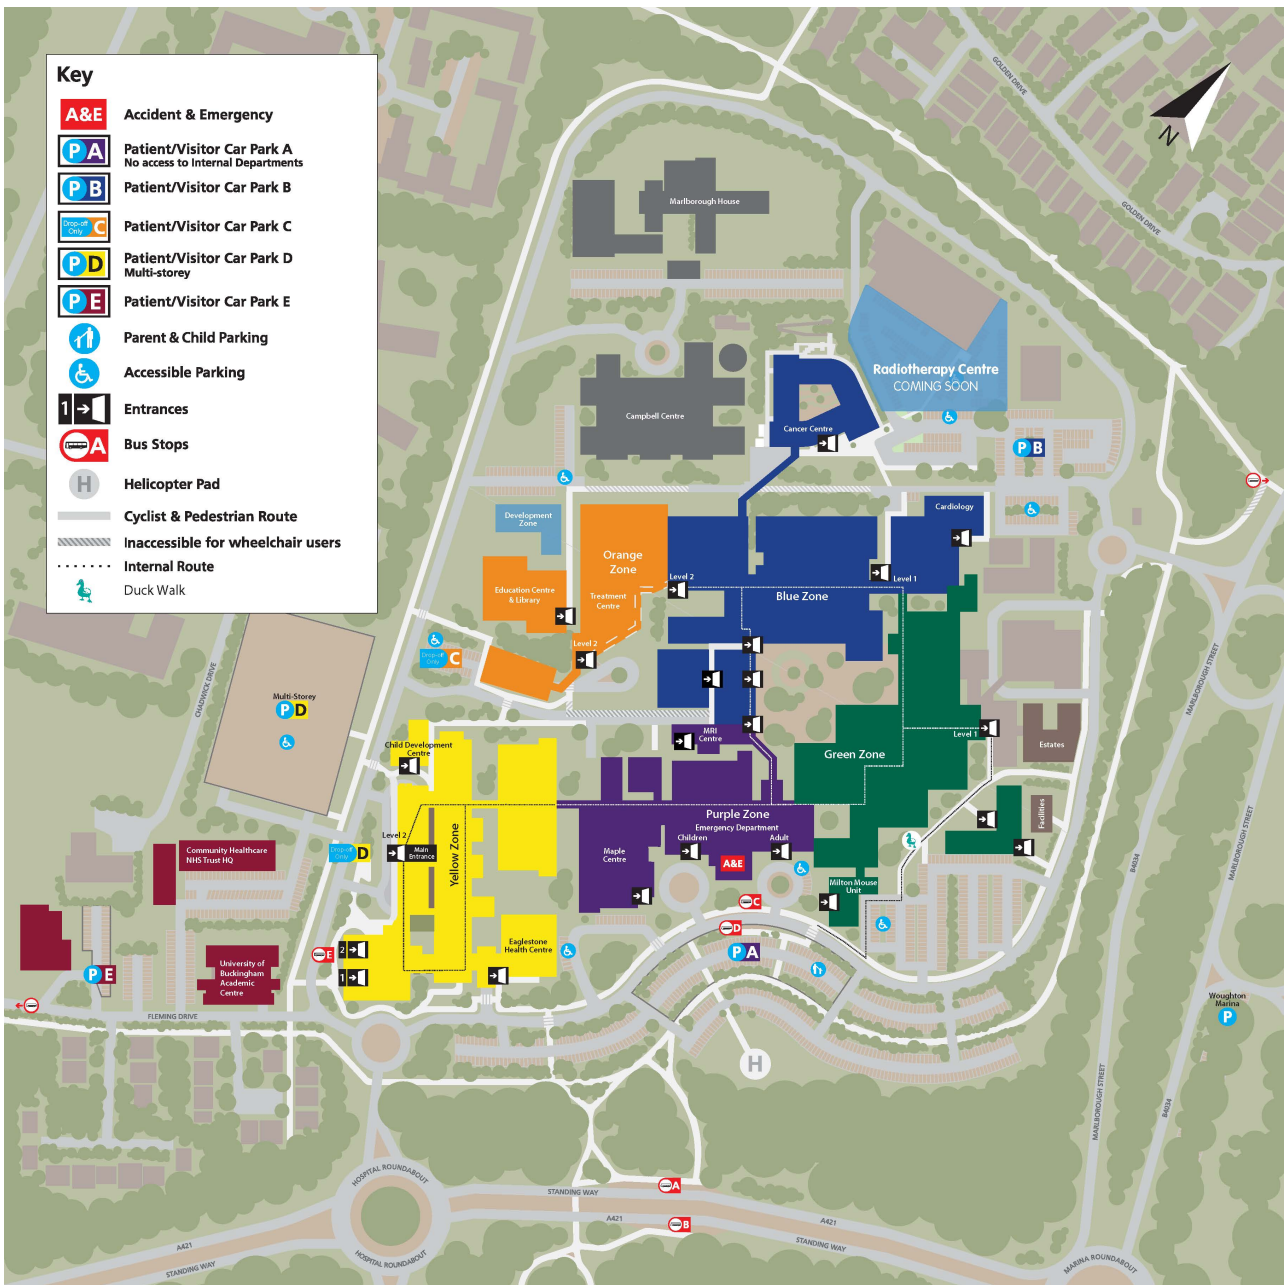 Key
A&E
Accident & Emergency
P A
Patient/Visitor Car Park A
No access to Internal Departments
P B
Patient/Visitor Car Park B
Drop-off
Only
C
Patient/Visitor Car Park C
P D
Patient/Visitor Car Park D
Multi-storey
P E
Patient/Visitor Car Park E
Parent & Child Parking
Accessible Parking
1
Entrances
A
Bus Stops
H
Helicopter Pad
Cyclist & Pedestrian Route
Inaccessible for wheelchair users
Internal Route
Duck Walk
N
GOLDEN DRIVE
GOLDEN DRIVE
Marlborough House
Radiotherapy Centre
COMING SOON
Campbell Centre
Cancer Centre
P B
Development
Zone
Orange
Zone
Cardiology
Education Centre
& Library
Treatment
Centre
Level 2
Level 1
Blue Zone
Level 2
Drop-off
Only
C
CHADWICK DRIVE
Multi-Storey
P D
MARLBOROUGH STREET
MRI
Centre
Level 1
Estates
Child Development
Centre
Green Zone
Purple Zone
Emergency Department
Children
Adult
Facilities
Level 2
Main
Entrance
Yellow Zone
Maple
Centre
A&E
Drop-off
Only
D
Community Healthcare
NHS Trust HQ
Milton Mouse
Unit
B4034
MARLBOROUGH STREET
C
D
P A
E
2
1
Eaglestone
Health Centre
P E
University of
Buckingham
Academic
Centre
FLEMING DRIVE
Woughton
Marina
P
H
MARLBOROUGH STREET
B4034
HOSPITAL ROUNDABOUT
STANDING WAY
A
A421
B
A421
STANDING WAY
A421
STANDING WAY
HOSPITAL ROUNDABOUT
MARINA ROUNDABOUT